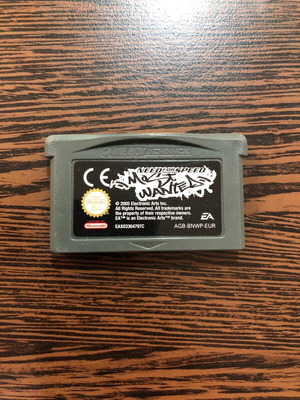 GAME BOY ADVANCE
CE
NEED FOR SPEED
MOST
WANTED
© 2005 Electronic Arts Inc.
All Rights Reserved. All trademarks are
the property of their respective owners.
EA™ is an Electronic Arts™ brand.
EA
Nintendo
EAX03304797C
AGB-BNWP-EUR